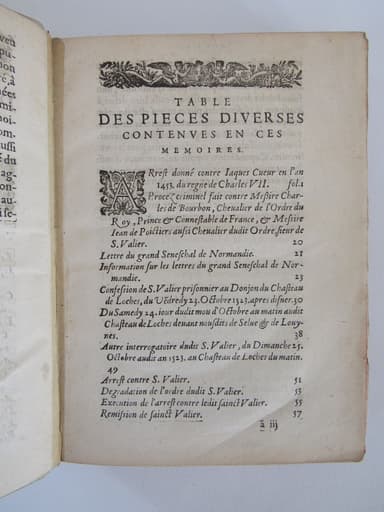 TABLE
DES PIECES DIVERSES
CONTENVES EN CES
MEMOIRES.
ARrest donné contre Iaques Cueur en l'an
1453. du regne de Charles VII. fol.1
Procez criminel fait contre Messire Char-
les de Bourbon, Cheualier de l'Ordre du
Roy, Prince & Connestable de France, & Messire
Iean de Poictiers aussi Cheualier dudit Ordre, sieur de
S. Valier. 20
Lettre du grand Seneschal de Normandie. 21
Information sur les lettres du grand Seneschal de Nor-
mandie. 23
Confession de S. Valier prisonnier au Donjon du Chasteau
de Loches, du Vẽdredy 23. Octobre 1523. apres disner. 30
Du Samedy 24. iour dudit mou d'Octobre au matin audit
Chasteau de Loches deuant nousdits de Selue & de Louy-
nes. 38
Autre interrogatoire dudit S. Valier, du Dimanche 25.
Octobre audit an 1523. au Chasteau de Loches du matin.
49
Arrest contre S. Valier. 51
Degradation de l'ordre dudit S. Valier. 53
Execution de l'arrest contre ledit sainct Valier. 55
Remission de sainct Valier. 57
ã iij